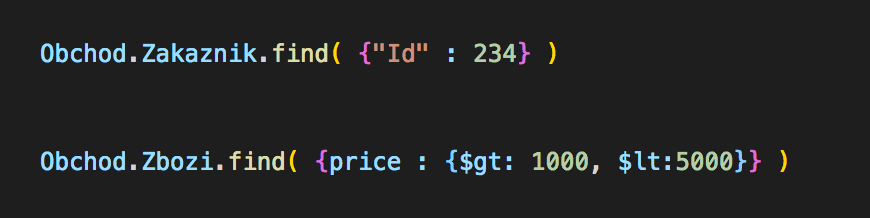 Obchod.Zakaznik.find( {"Id" : 234} )
Obchod.Zbozi.find( {price : {$gt: 1000, $lt:5000}} )